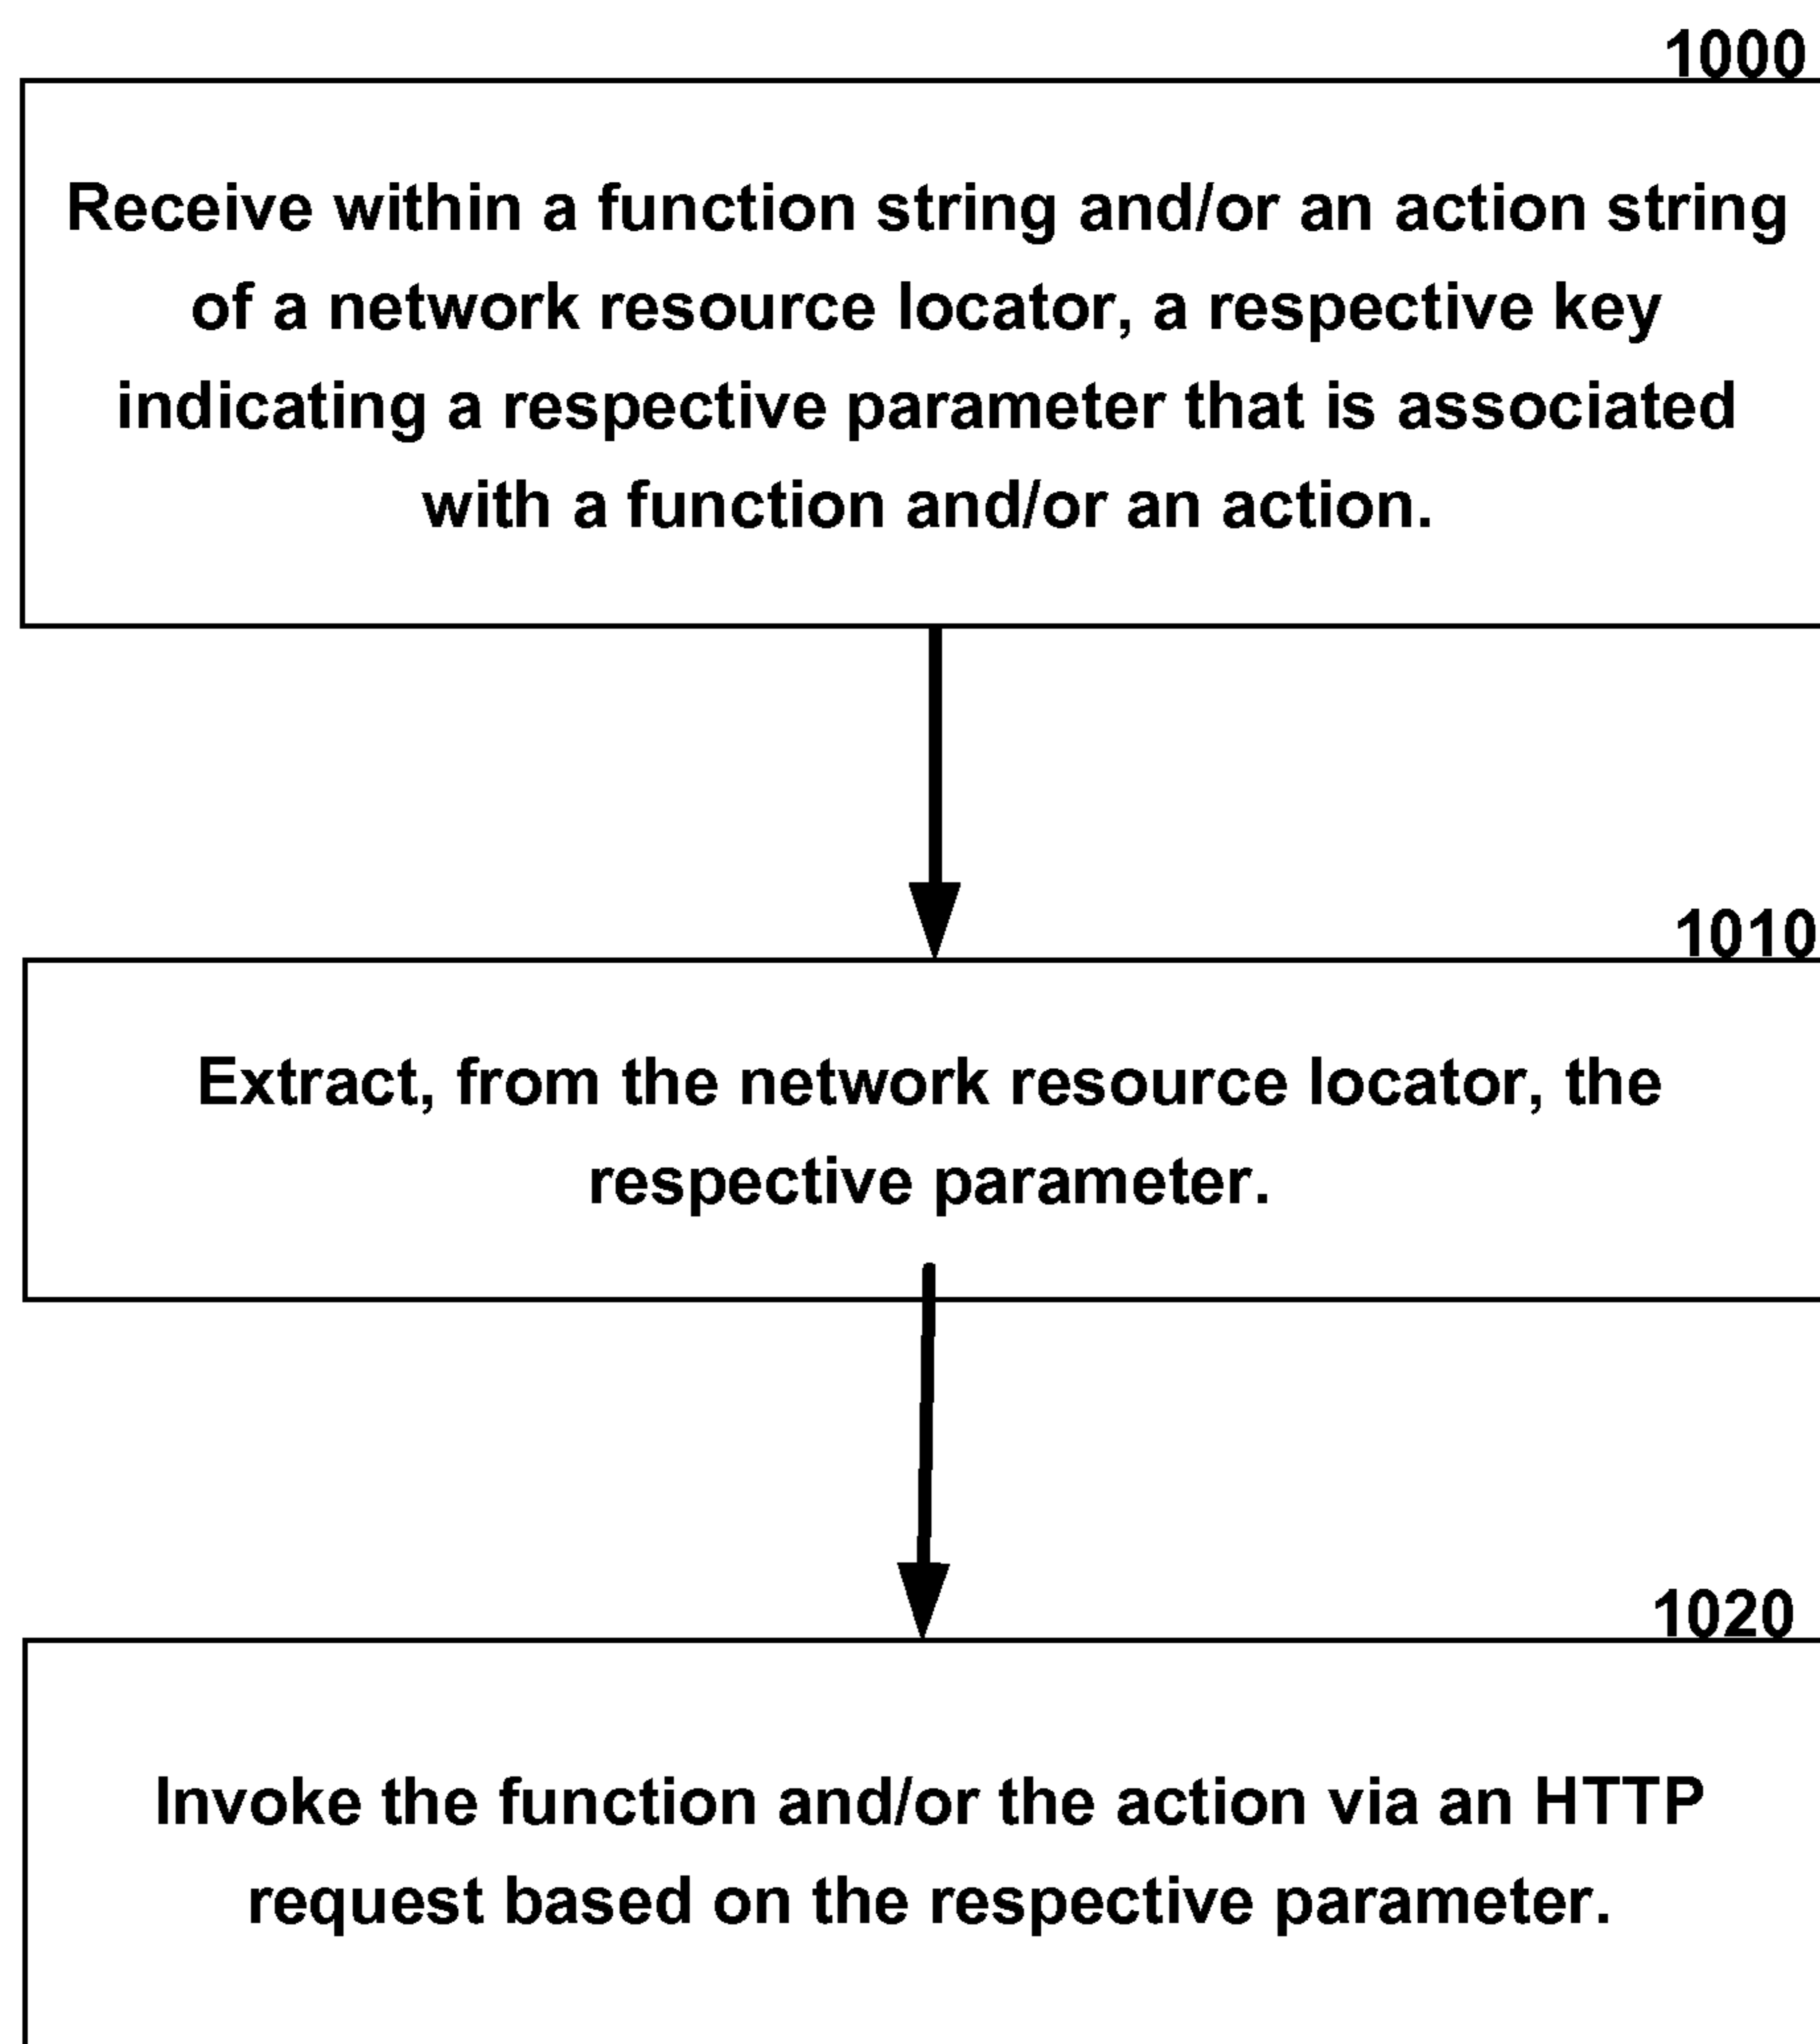 1000
Receive within a function string and/or an action string
of a network resource locator, a respective key
indicating a respective parameter that is associated
with a function and/or an action.
1010
Extract, from the network resource locator, the
respective parameter.
1020
Invoke the function and/or the action via an HTTP
request based on the respective parameter.